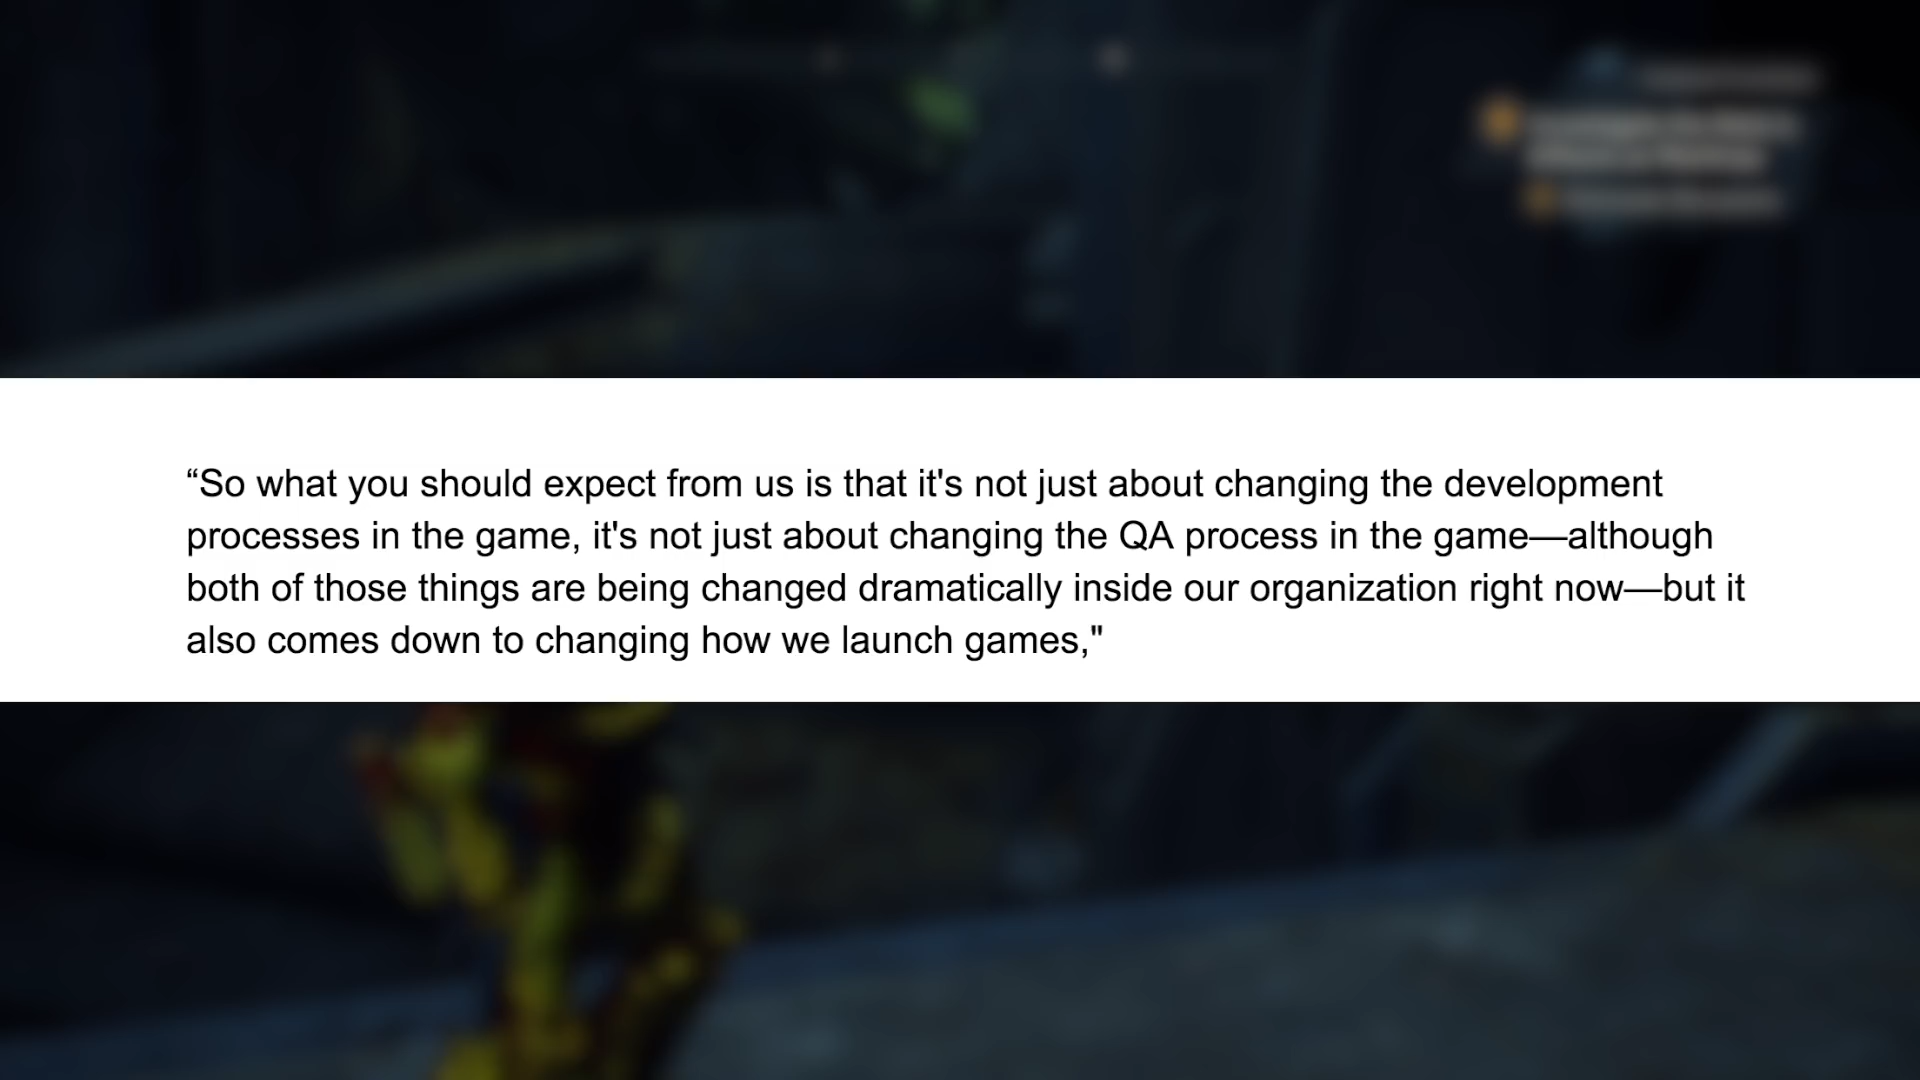 “So what you should expect from us is that it's not just about changing the development
processes in the game, it's not just about changing the QA process in the game—although
both of those things are being changed dramatically inside our organization right now—but it
also comes down to changing how we launch games,"